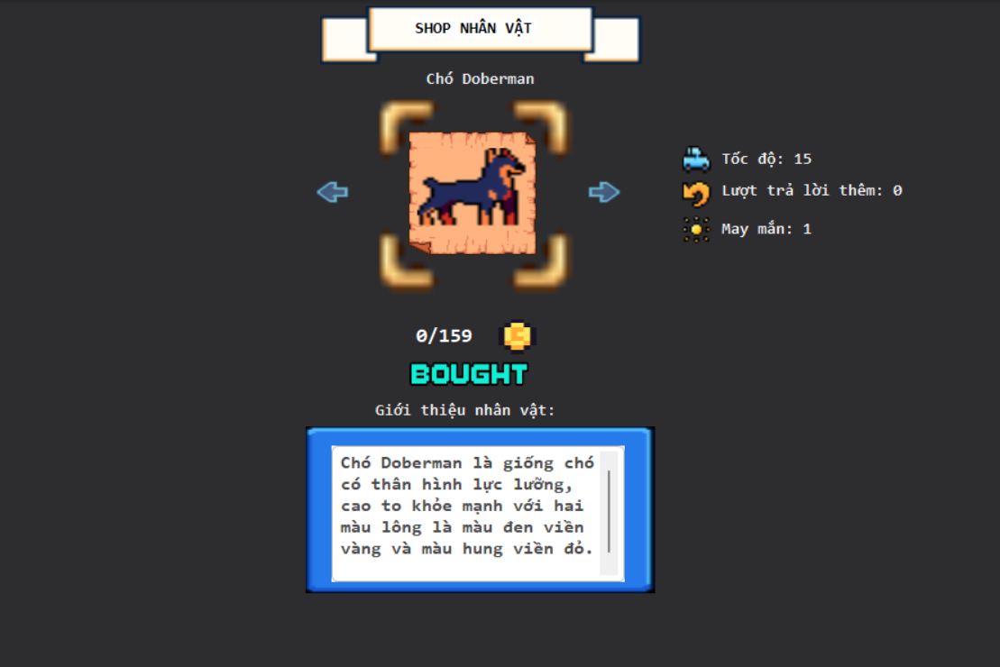 SHOP NHÂN VẬT
Chó Doberman
Tốc độ: 15
Lượt trả lời thêm: 0
May mắn: 1
0/159
BOUGHT
Giới thiệu nhân vật:
Chó Doberman là giống chó
có thân hình lực lưỡng,
cao to khỏe mạnh với hai
màu lông là màu đen viền
vàng và màu hung viền đỏ.